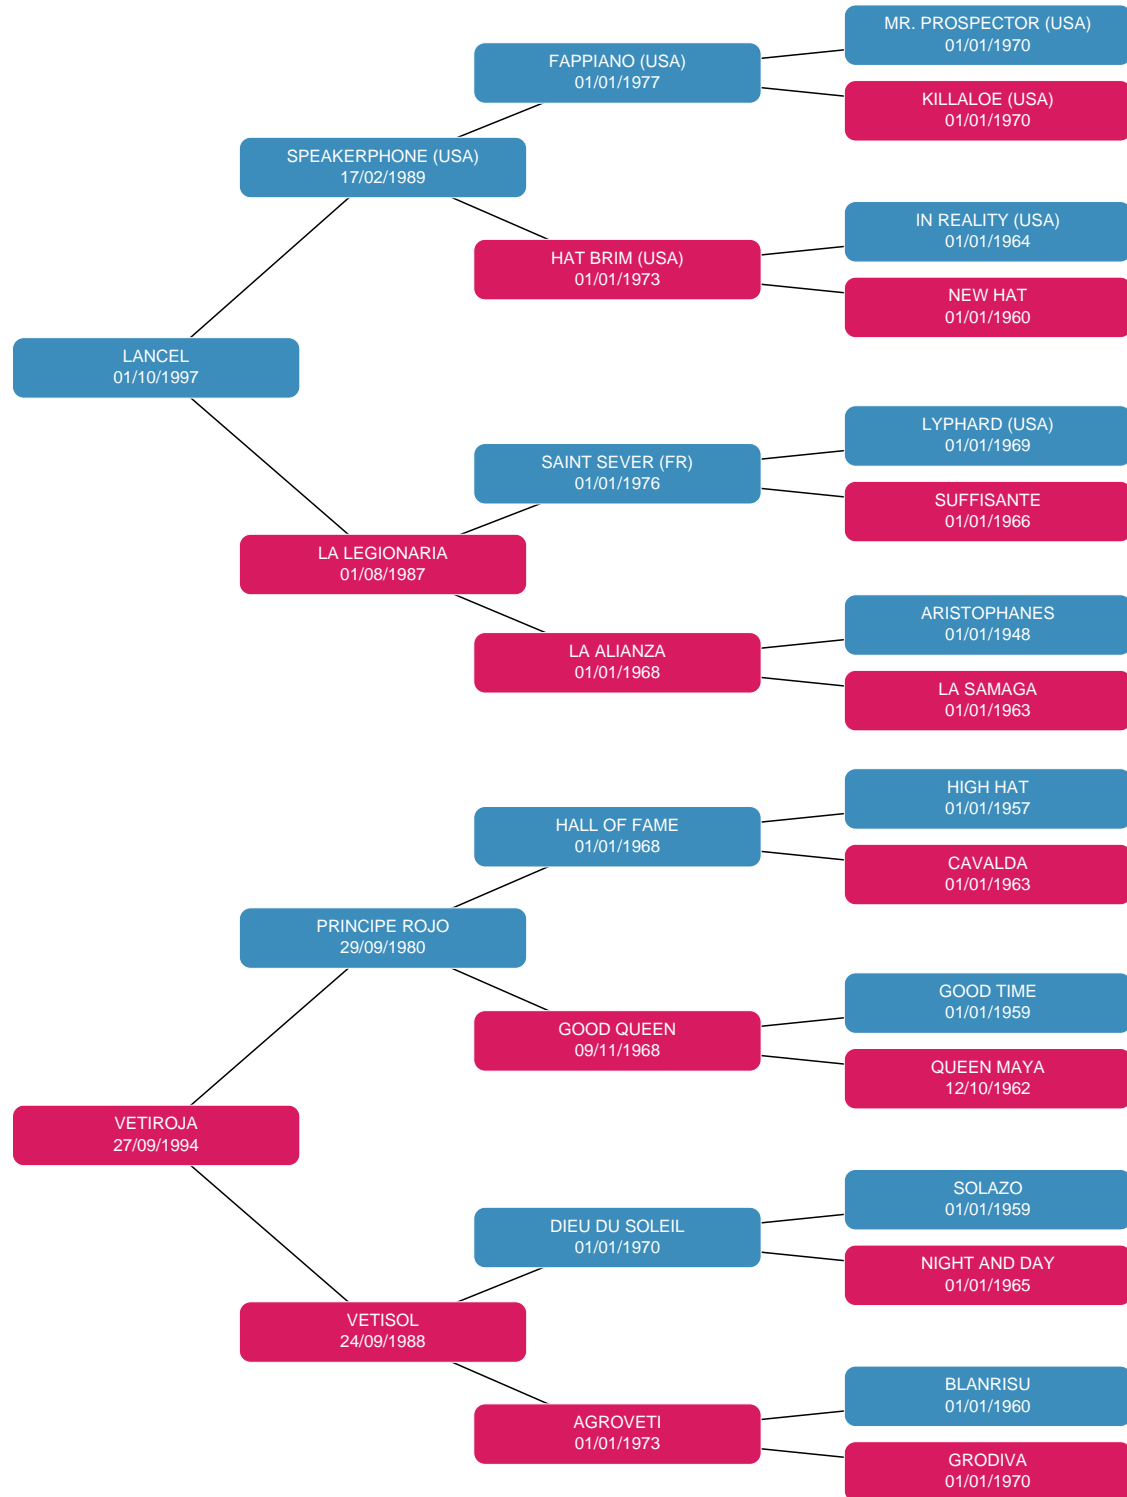 MR. PROSPECTOR (USA)
01/01/1970
FAPPIANO (USA)
01/01/1977
KILLALOE (USA)
01/01/1970
SPEAKERPHONE (USA)
17/02/1989
IN REALITY (USA)
01/01/1964
HAT BRIM (USA)
01/01/1973
NEW HAT
01/01/1960
LANCEL
01/10/1997
LYPHARD (USA)
01/01/1969
SAINT SEVER (FR)
01/01/1976
SUFFISANTE
01/01/1966
LA LEGIONARIA
01/08/1987
ARISTOPHANES
01/01/1948
LA ALIANZA
01/01/1968
LA SAMAGA
01/01/1963
HIGH HAT
01/01/1957
HALL OF FAME
01/01/1968
CAVALDA
01/01/1963
PRINCIPE ROJO
29/09/1980
GOOD TIME
01/01/1959
GOOD QUEEN
09/11/1968
QUEEN MAYA
12/10/1962
VETIROJA
27/09/1994
SOLAZO
01/01/1959
DIEU DU SOLEIL
01/01/1970
NIGHT AND DAY
01/01/1965
VETISOL
24/09/1988
BLANRISU
01/01/1960
AGROVETI
01/01/1973
GRODIVA
01/01/1970